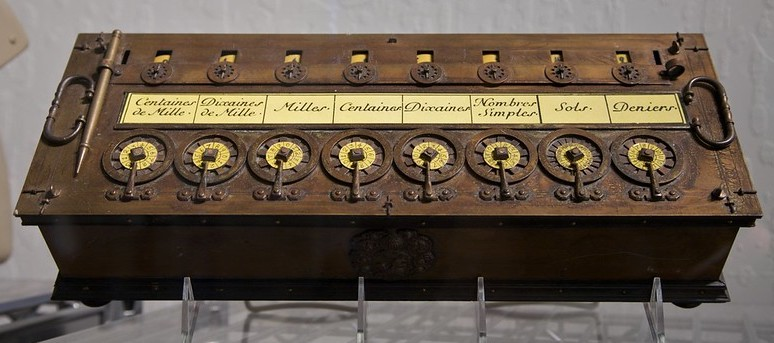 Centaines de Mille.
Dixaines de Mille.
Milles.
Centaines
Dixaines
Nombres Simples.
Sols.
Deniers.